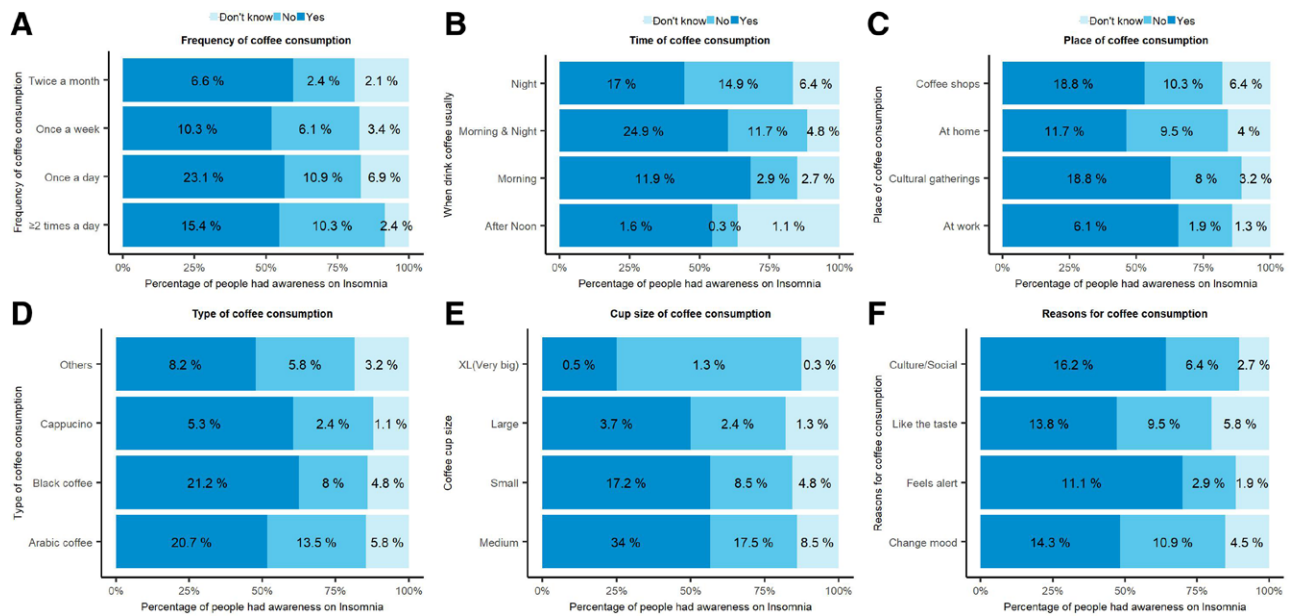 A
Don't know No Yes
Frequency of coffee consumption
Frequency of coffee consumption
Twice a month
6.6 % 2.4 % 2.1 %
Once a week
10.3 % 6.1 % 3.4 %
Once a day
23.1 % 10.9 % 6.9 %
≥2 times a day
15.4 % 10.3 % 2.4 %
0% 25% 50% 75% 100%
Percentage of people had awareness on Insomnia
B
Don't know No Yes
Time of coffee consumption
When drink coffee usually
Night
17 % 14.9 % 6.4 %
Morning & Night
24.9 % 11.7 % 4.8 %
Morning
11.9 % 2.9 % 2.7 %
After Noon
1.6 % 0.3 % 1.1 %
0% 25% 50% 75% 100%
Percentage of people had awareness on Insomnia
C
Don't know No Yes
Place of coffee consumption
Place of coffee consumption
Coffee shops
18.8 % 10.3 % 6.4 %
At home
11.7 % 9.5 % 4 %
Cultural gatherings
18.8 % 8 % 3.2 %
At work
6.1 % 1.9 % 1.3 %
0% 25% 50% 75% 100%
Percentage of people had awareness on Insomnia
D
Type of coffee consumption
Type of coffee consumption
Others
8.2 % 5.8 % 3.2 %
Cappucino
5.3 % 2.4 % 1.1 %
Black coffee
21.2 % 8 % 4.8 %
Arabic coffee
20.7 % 13.5 % 5.8 %
0% 25% 50% 75% 100%
Percentage of people had awareness on Insomnia
E
Cup size of coffee consumption
Coffee cup size
XL(Very big)
0.5 % 1.3 % 0.3 %
Large
3.7 % 2.4 % 1.3 %
Small
17.2 % 8.5 % 4.8 %
Medium
34 % 17.5 % 8.5 %
0% 25% 50% 75% 100%
Percentage of people had awareness on Insomnia
F
Reasons for coffee consumption
Reasons for coffee consumption
Culture/Social
16.2 % 6.4 % 2.7 %
Like the taste
13.8 % 9.5 % 5.8 %
Feels alert
11.1 % 2.9 % 1.9 %
Change mood
14.3 % 10.9 % 4.5 %
0% 25% 50% 75% 100%
Percentage of people had awareness on Insomnia